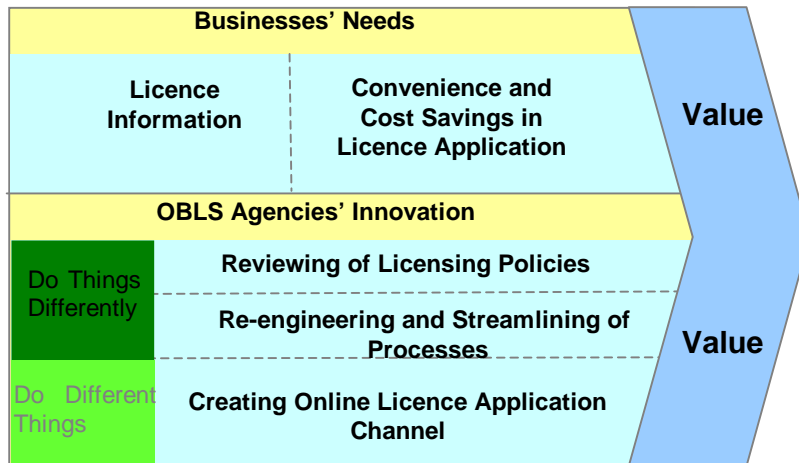 Businesses' Needs
Licence
Information
Convenience and
Cost Savings in
Licence Application
Value
OBLS Agencies' Innovation
Do Things
Differently
Reviewing of Licensing Policies
Re-engineering and Streamlining of
Processes
Value
Do Different
Things
Creating Online Licence Application
Channel